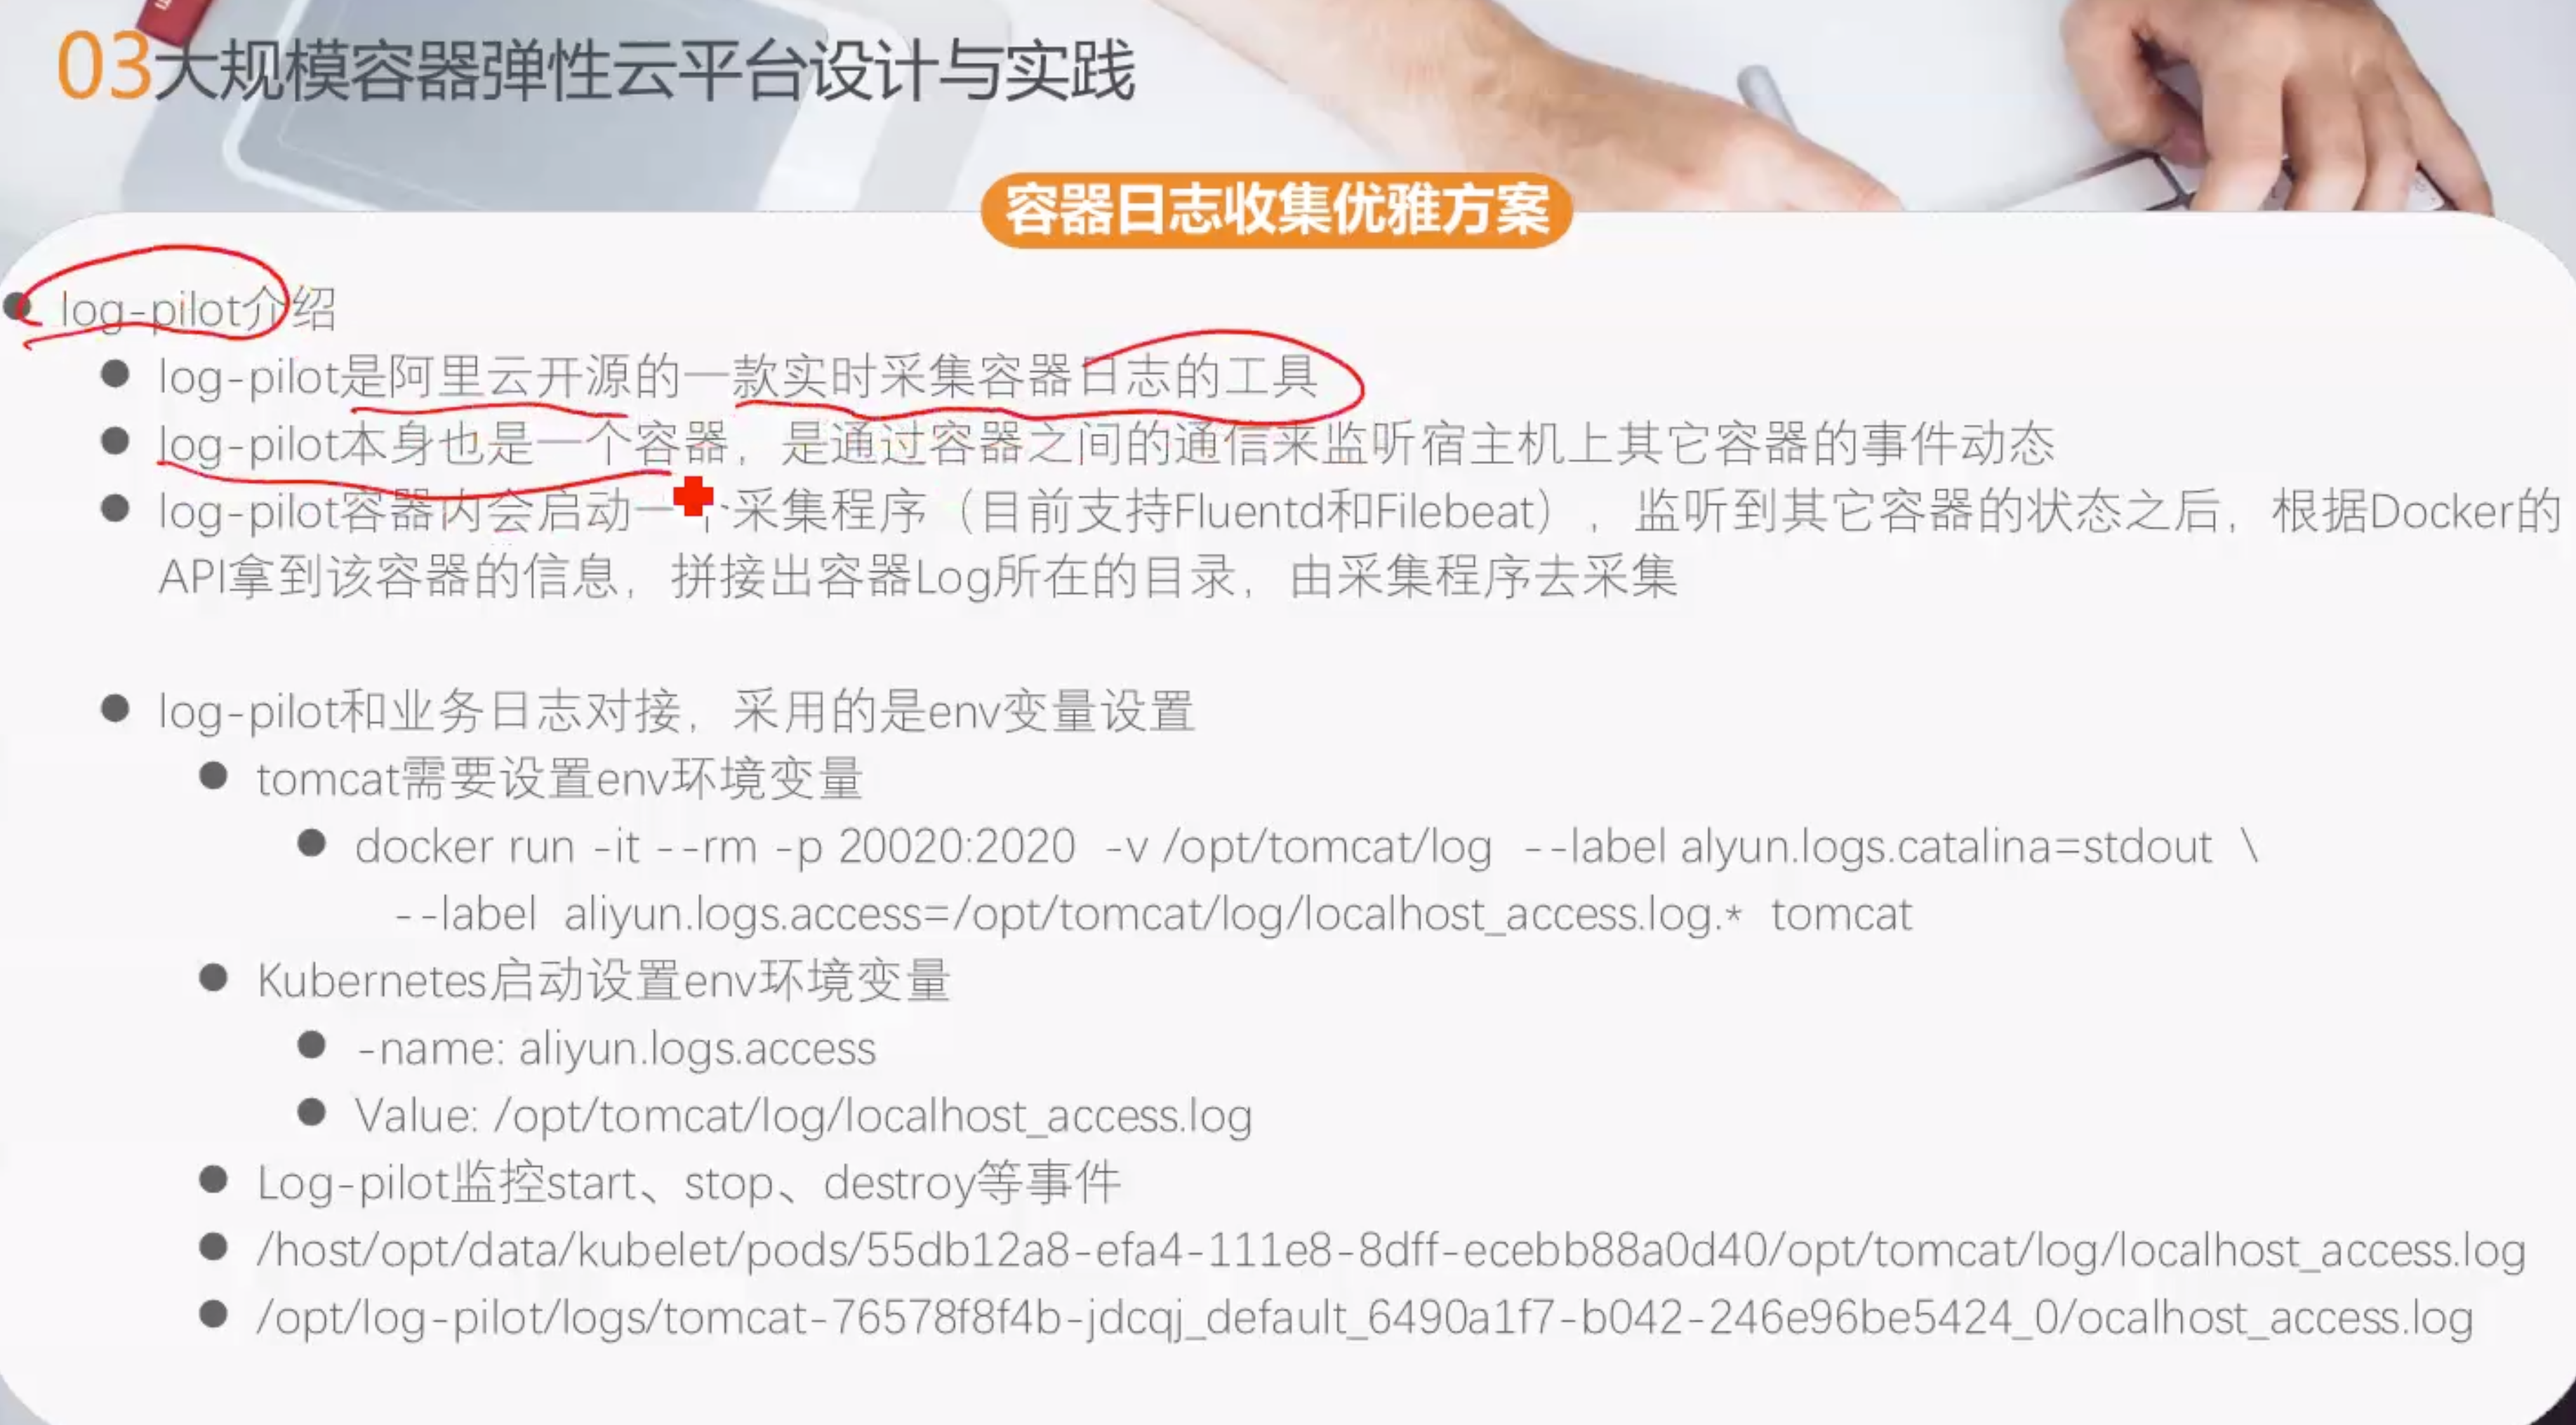 03大规模容器弹性云平台设计与实践
容器日志收集优雅方案
log-pilot介绍
log-pilot是阿里云开源的一款实时采集容器日志的工具
log-pilot本身也是一个容器，是通过容器之间的通信来监听宿主机上其它容器的事件动态
log-pilot容器内会启动一个采集程序（目前支持Fluentd和Filebeat），监听到其它容器的状态之后，根据Docker的
API拿到该容器的信息，拼接出容器Log所在的目录，由采集程序去采集
log-pilot和业务日志对接，采用的是env变量设置
tomcat需要设置env环境变量
docker run -it --rm -p 20020:2020 -v /opt/tomcat/log --label alyun.logs.catalina=stdout \
--label aliyun.logs.access=/opt/tomcat/log/localhost_access.log.* tomcat
Kubernetes启动设置env环境变量
-name: aliyun.logs.access
Value: /opt/tomcat/log/localhost_access.log
Log-pilot监控start、stop、destroy等事件
/host/opt/data/kubelet/pods/55db12a8-efa4-111e8-8dff-ecebb88a0d40/opt/tomcat/log/localhost_access.log
/opt/log-pilot/logs/tomcat-76578f8f4b-jdcqj_default_6490a1f7-b042-246e96be5424_0/ocalhost_access.log